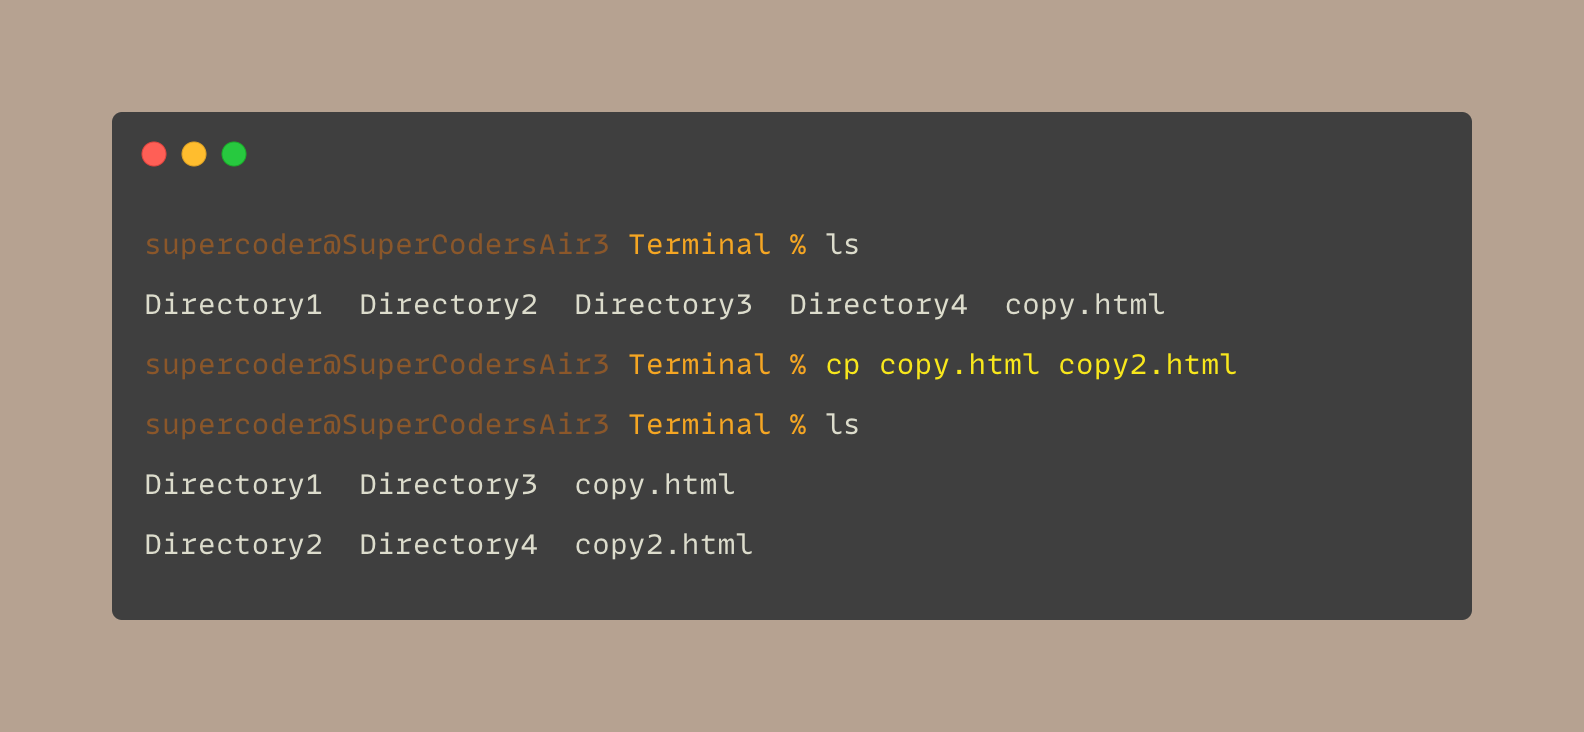 supercoder@SuperCodersAir3 Terminal % ls
Directory1  Directory2  Directory3  Directory4  copy.html
supercoder@SuperCodersAir3 Terminal % cp copy.html copy2.html
supercoder@SuperCodersAir3 Terminal % ls
Directory1  Directory3  copy.html
Directory2  Directory4  copy2.html